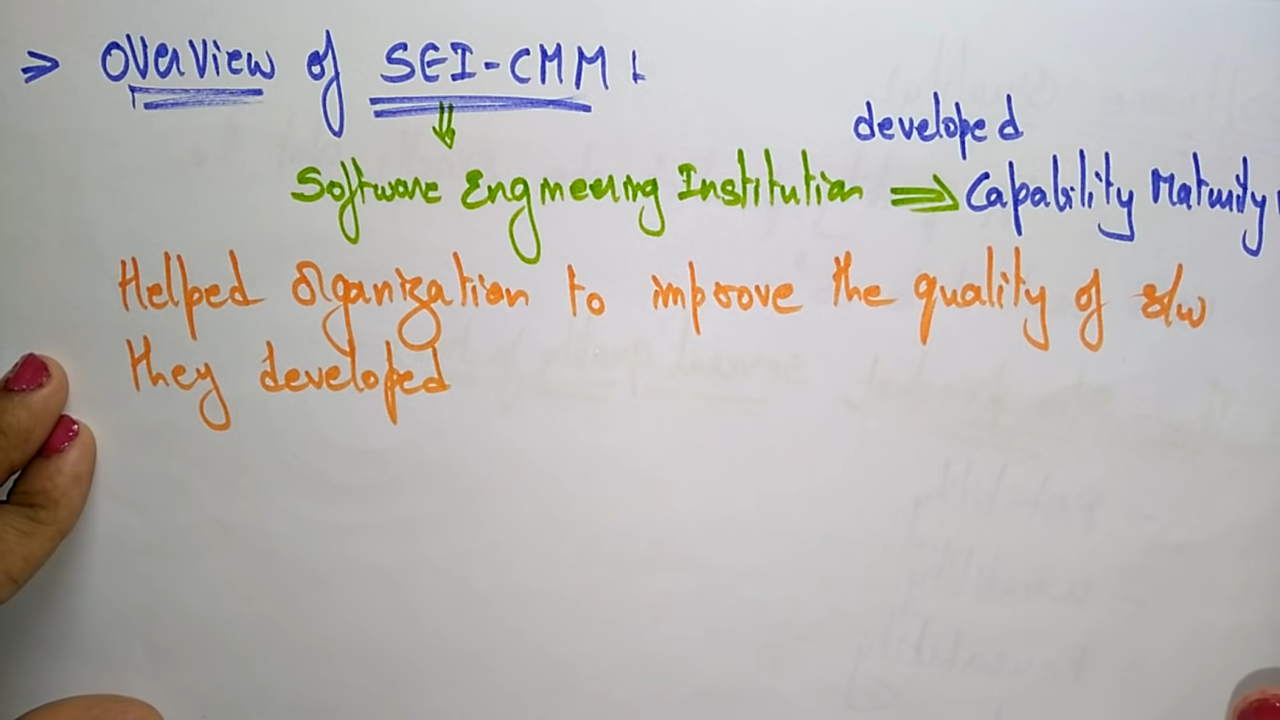 > Overview of SEI-CMM :
developed
Software Engineering Institution ⇒ Capability Maturity
Helped organization to improve the quality of s/w
they developed